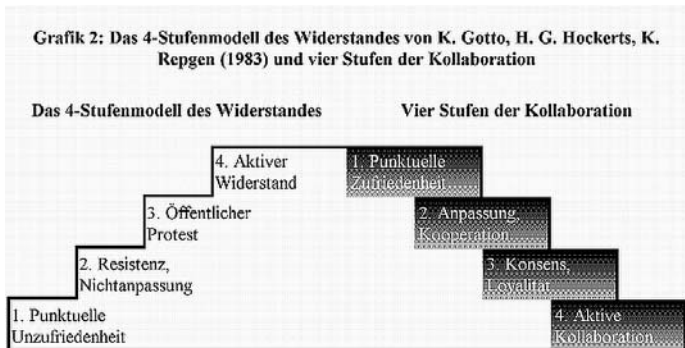 Grafik 2: Das 4-Stufenmodell des Widerstandes von K. Gotto, H. G. Hockerts, K.
Repgen (1983) und vier Stufen der Kollaboration
Das 4-Stufenmodell des Widerstandes
Vier Stufen der Kollaboration
4. Aktiver
Widerstand
3. Öffentlicher
Protest
2. Resistenz,
Nichtanpassung
1. Punktuelle
Unzufriedenheit
1. Punktuelle
Zufriedenheit
2. Anpassung,
Kooperation
3. Konsens,
Loyalität
4. Aktive
Kollaboration